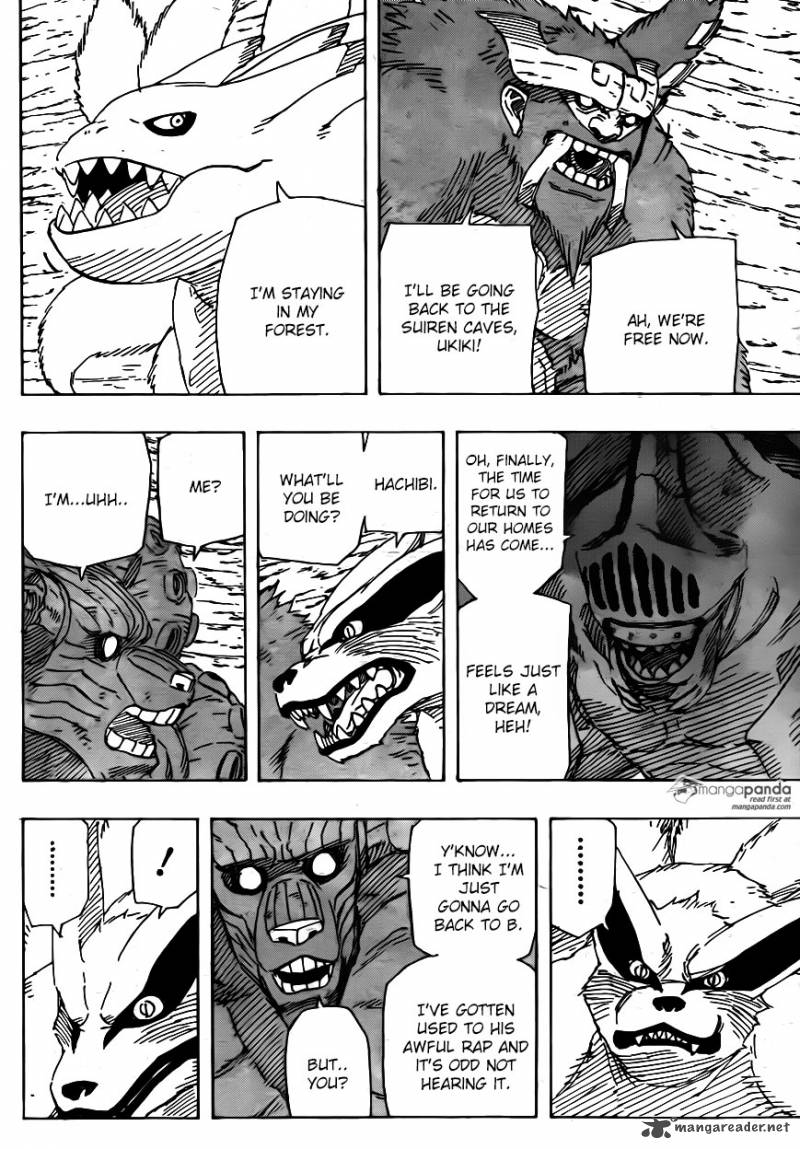 AH, WE'RE
FREE NOW.
I'LL BE GOING
BACK TO THE
SUIREN CAVES,
UKIKI!
I'M STAYING
IN MY
FOREST.
OH, FINALLY,
THE TIME
FOR US TO
RETURN TO
OUR HOMES
HAS COME...
FEELS JUST
LIKE A
DREAM,
HEH!
HACHIBI.
WHAT'LL
YOU BE
DOING?
ME?
I'M...UHH..
mangapanda
read first at
mangapanda.com
.........
Y'KNOW...
I THINK I'M
JUST
GONNA GO
BACK TO B.
I'VE GOTTEN
USED TO HIS
AWFUL RAP AND
IT'S ODD NOT
HEARING IT.
BUT..
YOU?
!
.........
mangareader.net